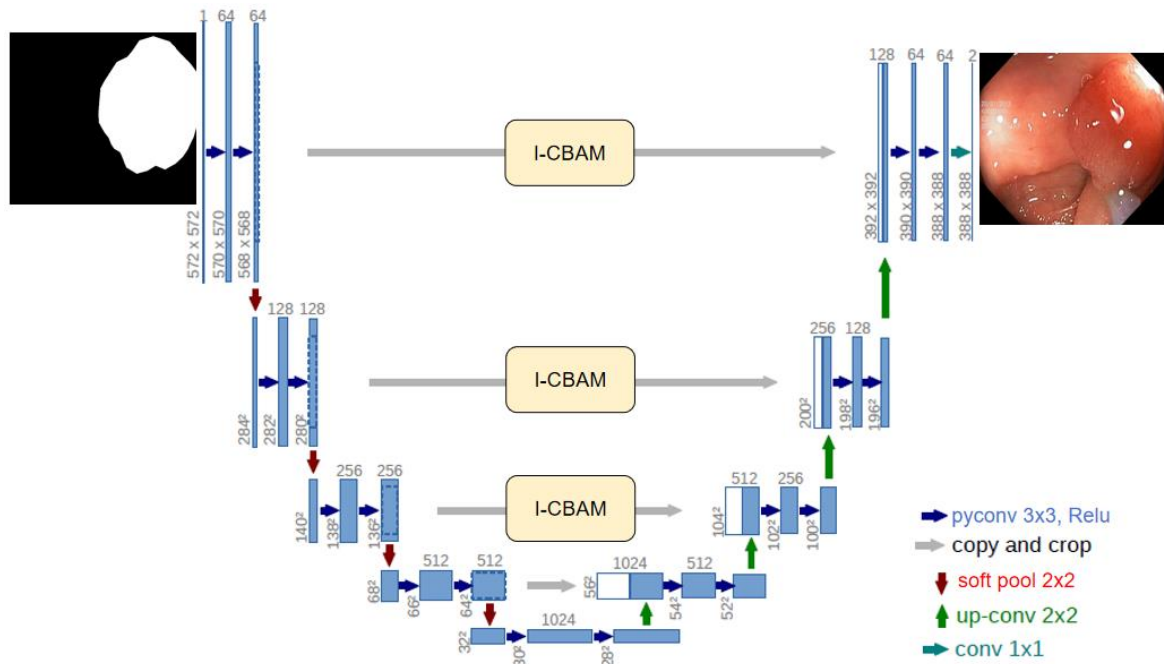 1 64 64
572 x 572
570 x 570
568 x 568
I-CBAM
128 64 64 2
392 x 392
390 x 390
388 x 388
388 x 388
128 128
284²
282²
280²
I-CBAM
256 128
200²
198²
196²
256 256
140²
138²
136²
I-CBAM
512 256
104²
102²
100²
512 512
68²
66²
64²
1024 512
56²
54²
52²
1024
32²
30²
28²
pyconv 3x3, Relu
copy and crop
soft pool 2x2
up-conv 2x2
conv 1x1